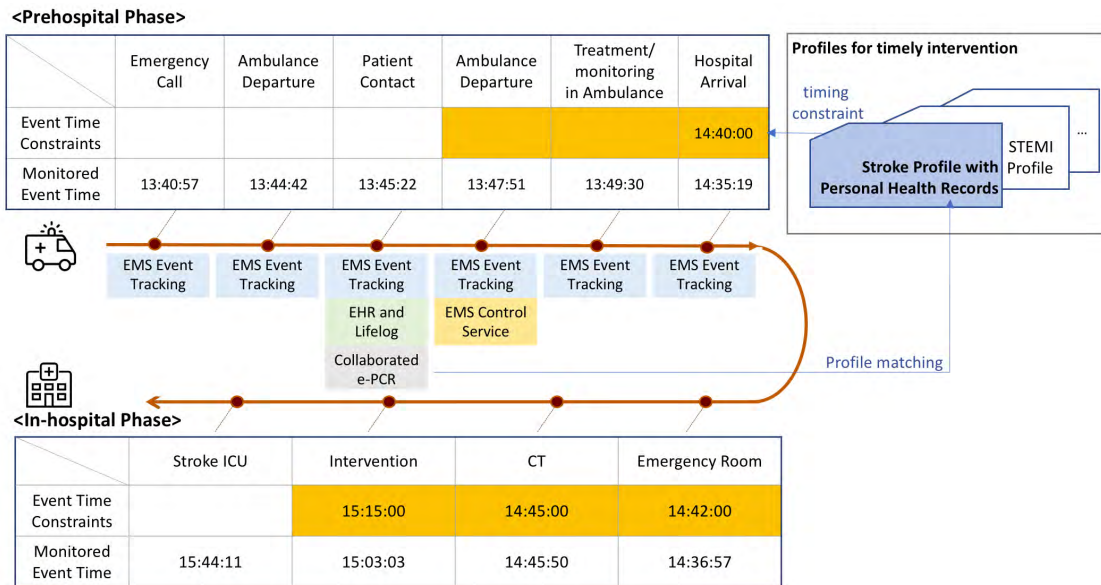 <Prehospital Phase>
Emergency
Call
Ambulance
Departure
Patient
Contact
Ambulance
Departure
Treatment/
monitoring
in Ambulance
Hospital
Arrival
Event Time
Constraints
14:40:00
Monitored
Event Time
13:40:57
13:44:42
13:45:22
13:47:51
13:49:30
14:35:19
Profiles for timely intervention
timing
constraint
Stroke Profile with
Personal Health Records
STEMI
Profile
...
EMS Event
Tracking
EMS Event
Tracking
EMS Event
Tracking
EMS Event
Tracking
EMS Event
Tracking
EMS Event
Tracking
EHR and
Lifelog
EMS Control
Service
Collaborated
e-PCR
Profile matching
<In-hospital Phase>
Stroke ICU
Intervention
CT
Emergency Room
Event Time
Constraints
15:15:00
14:45:00
14:42:00
Monitored
Event Time
15:44:11
15:03:03
14:45:50
14:36:57